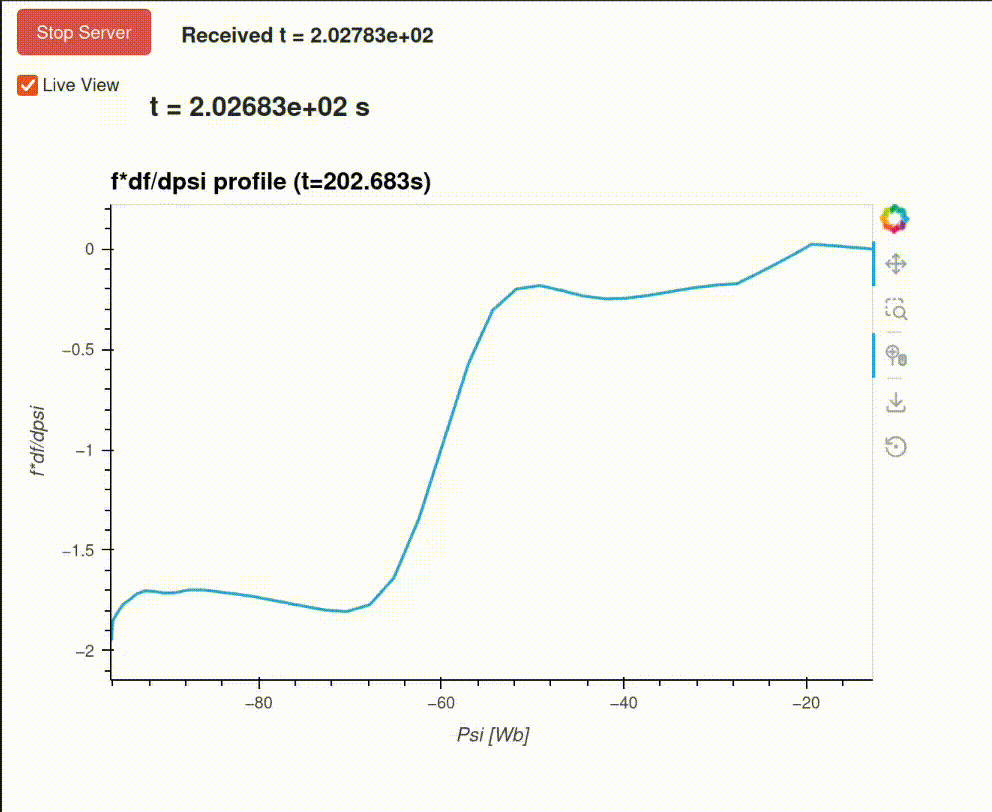 Stop Server
Received t = 2.02783e+02
Live View
t = 2.02683e+02 s
f*df/dpsi profile (t=202.683s)
0
−0.5
−1
−1.5
−2
f*df/dpsi
−80
−60
−40
−20
Psi [Wb]